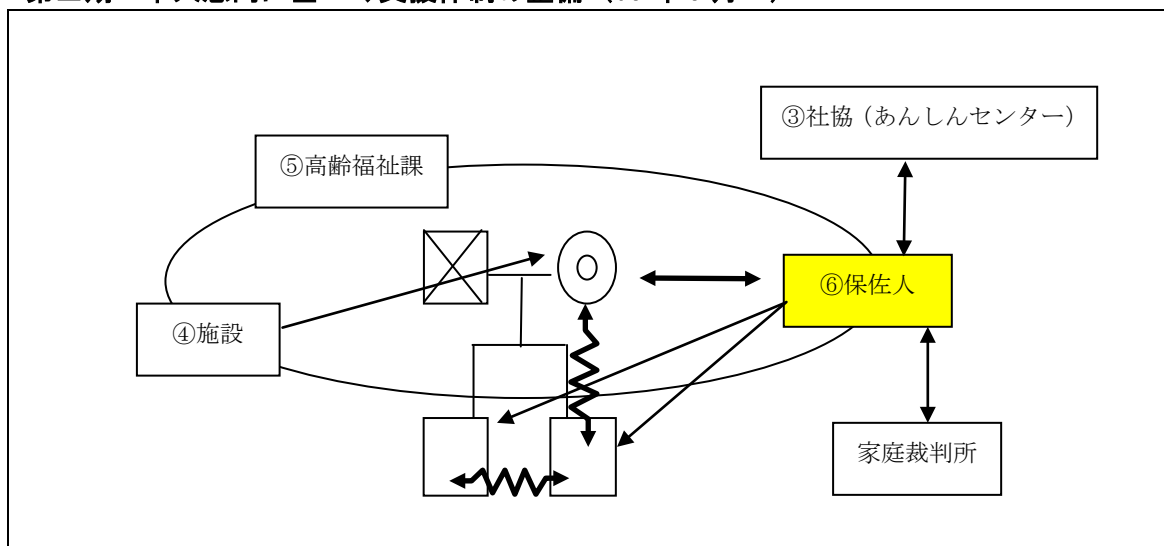 ③社協（あんしんセンター）
⑤高齢福祉課
⑥保佐人
④施設
家庭裁判所